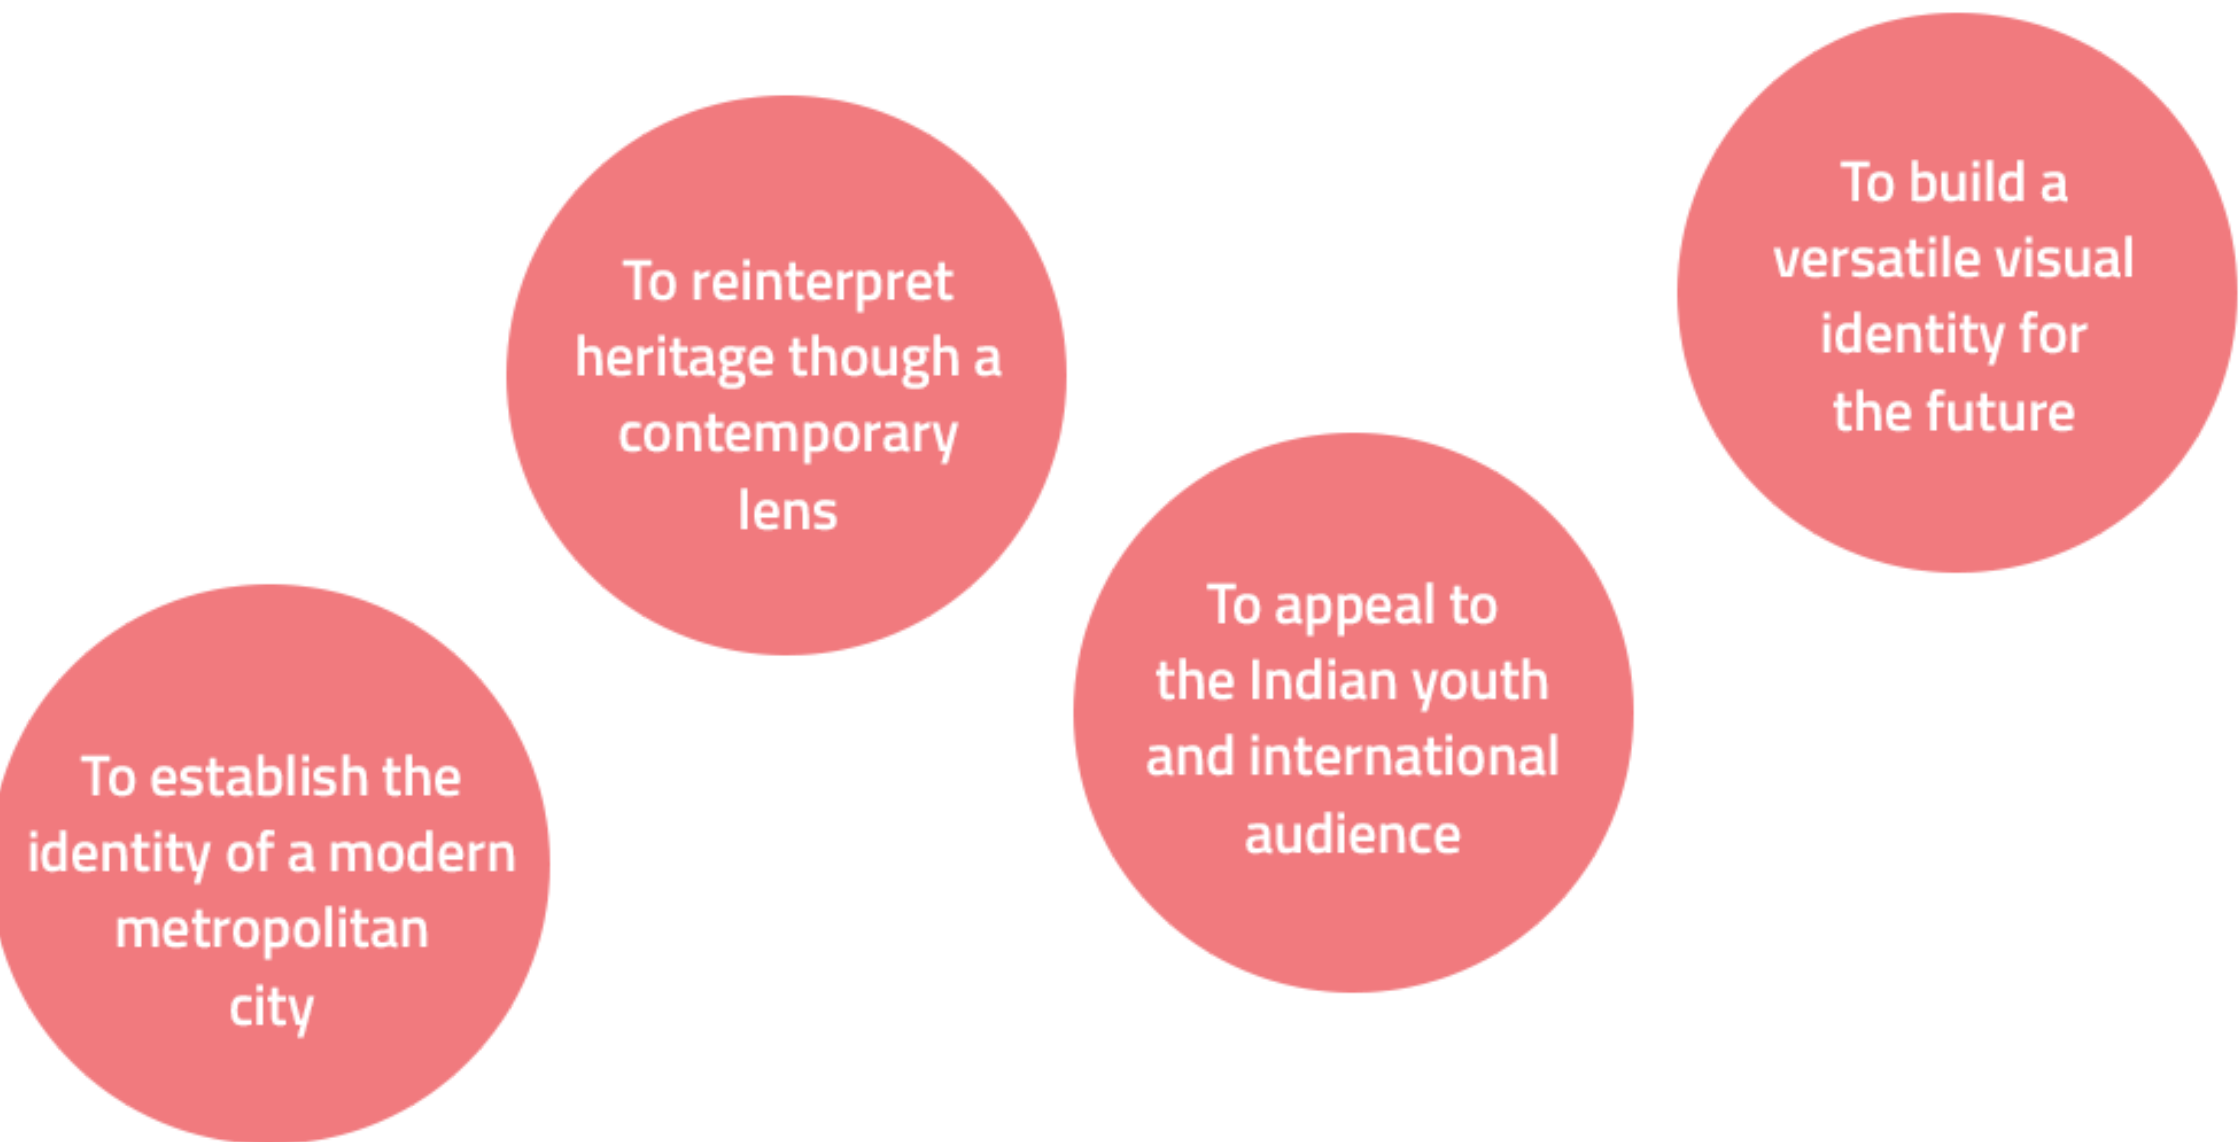 To establish the
identity of a modern
metropolitan
city
To reinterpret
heritage though a
contemporary
lens
To appeal to
the Indian youth
and international
audience
To build a
versatile visual
identity for
the future